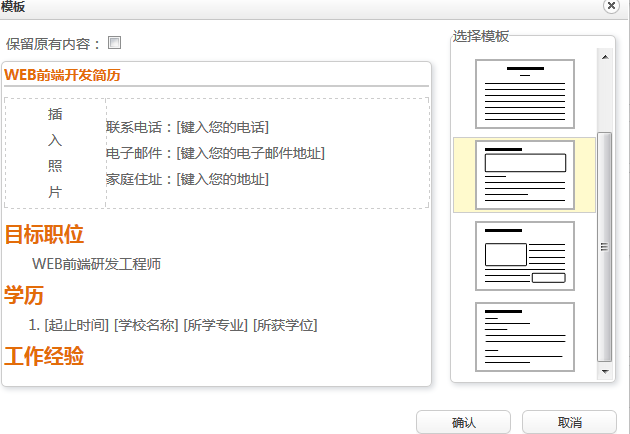 模板
保留原有内容：
选择模板
WEB前端开发简历
插
入
照
片
联系电话：[键入您的电话]
电子邮件：[键入您的电子邮件地址]
家庭住址：[键入您的地址]
目标职位
WEB前端研发工程师
学历
1. [起止时间] [学校名称] [所学专业] [所获学位]
工作经验
确认
取消